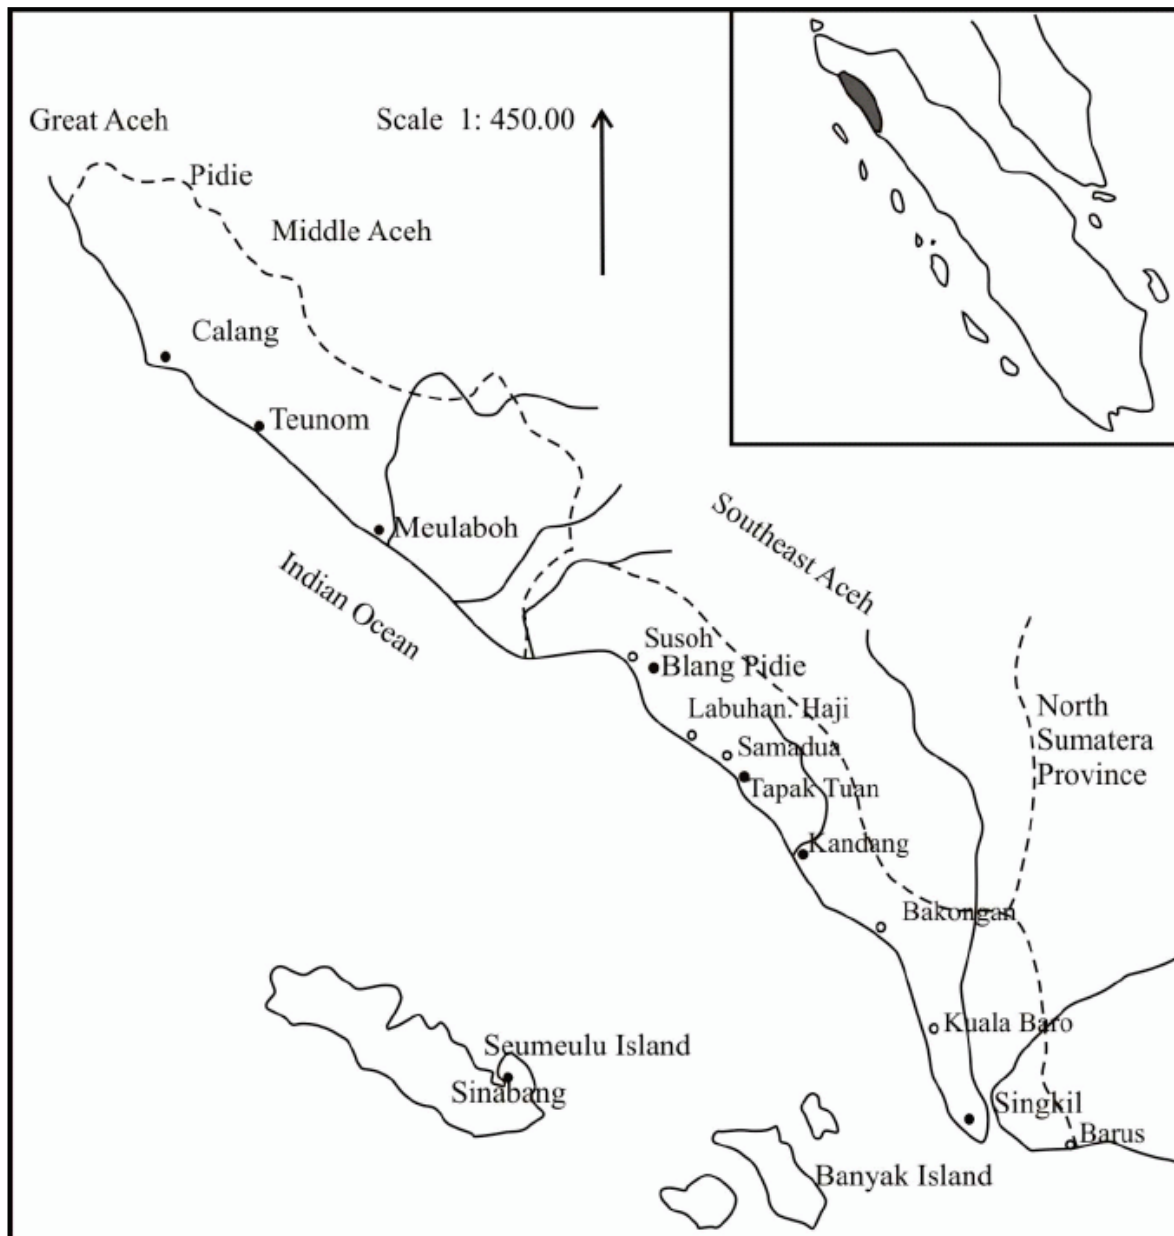 Great Aceh
Scale 1: 450.00
Pidie
Middle Aceh
Calang
Teunom
Meulaboh
Indian Ocean
Southeast Aceh
Susoh
Blang Pidie
Labuhan. Haji
Samadua
Tapak Tuan
Kandang
North
Sumatera
Province
Bakongan
Kuala Baro
Seumeulu Island
Sinabang
Singkil
Barus
Banyak Island